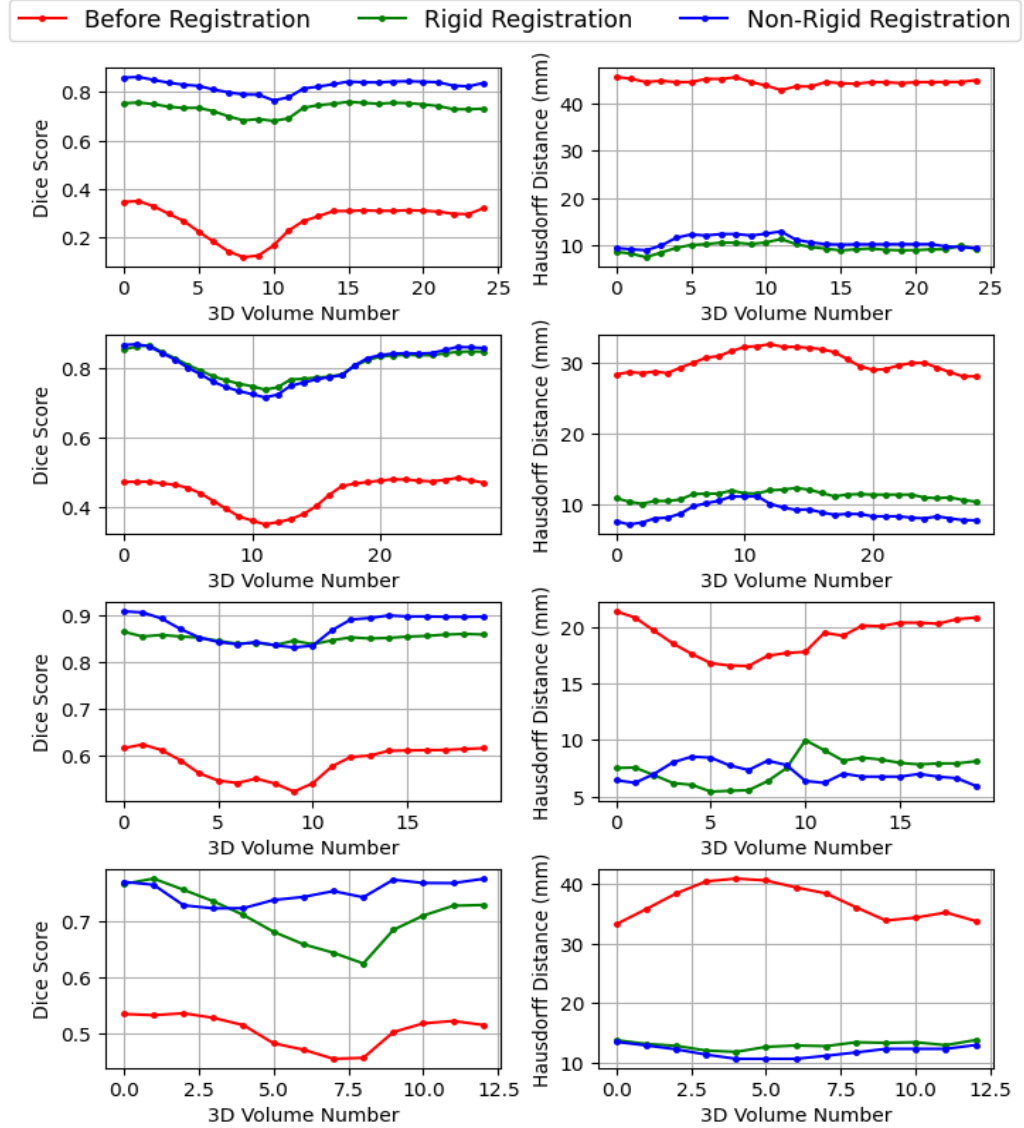 Before Registration Rigid Registration Non-Rigid Registration
0.8
0.6
0.4
0.2
0 5 10 15 20 25
Dice Score
3D Volume Number
40
30
20
10
0 5 10 15 20 25
Hausdorff Distance (mm)
3D Volume Number
0.8
0.6
0.4
0 10 20
Dice Score
3D Volume Number
30
20
10
0 10 20
Hausdorff Distance (mm)
3D Volume Number
0.9
0.8
0.7
0.6
0 5 10 15
Dice Score
3D Volume Number
20
15
10
5
0 5 10 15
Hausdorff Distance (mm)
3D Volume Number
0.7
0.6
0.5
0.0 2.5 5.0 7.5 10.0 12.5
Dice Score
3D Volume Number
40
30
20
10
0.0 2.5 5.0 7.5 10.0 12.5
Hausdorff Distance (mm)
3D Volume Number